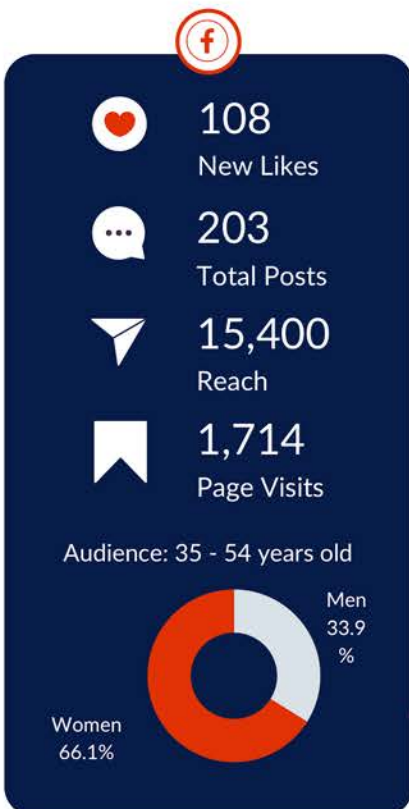 f
108
New Likes
203
Total Posts
15,400
Reach
1,714
Page Visits
Audience: 35 - 54 years old
Men
33.9
%
Women
66.1%